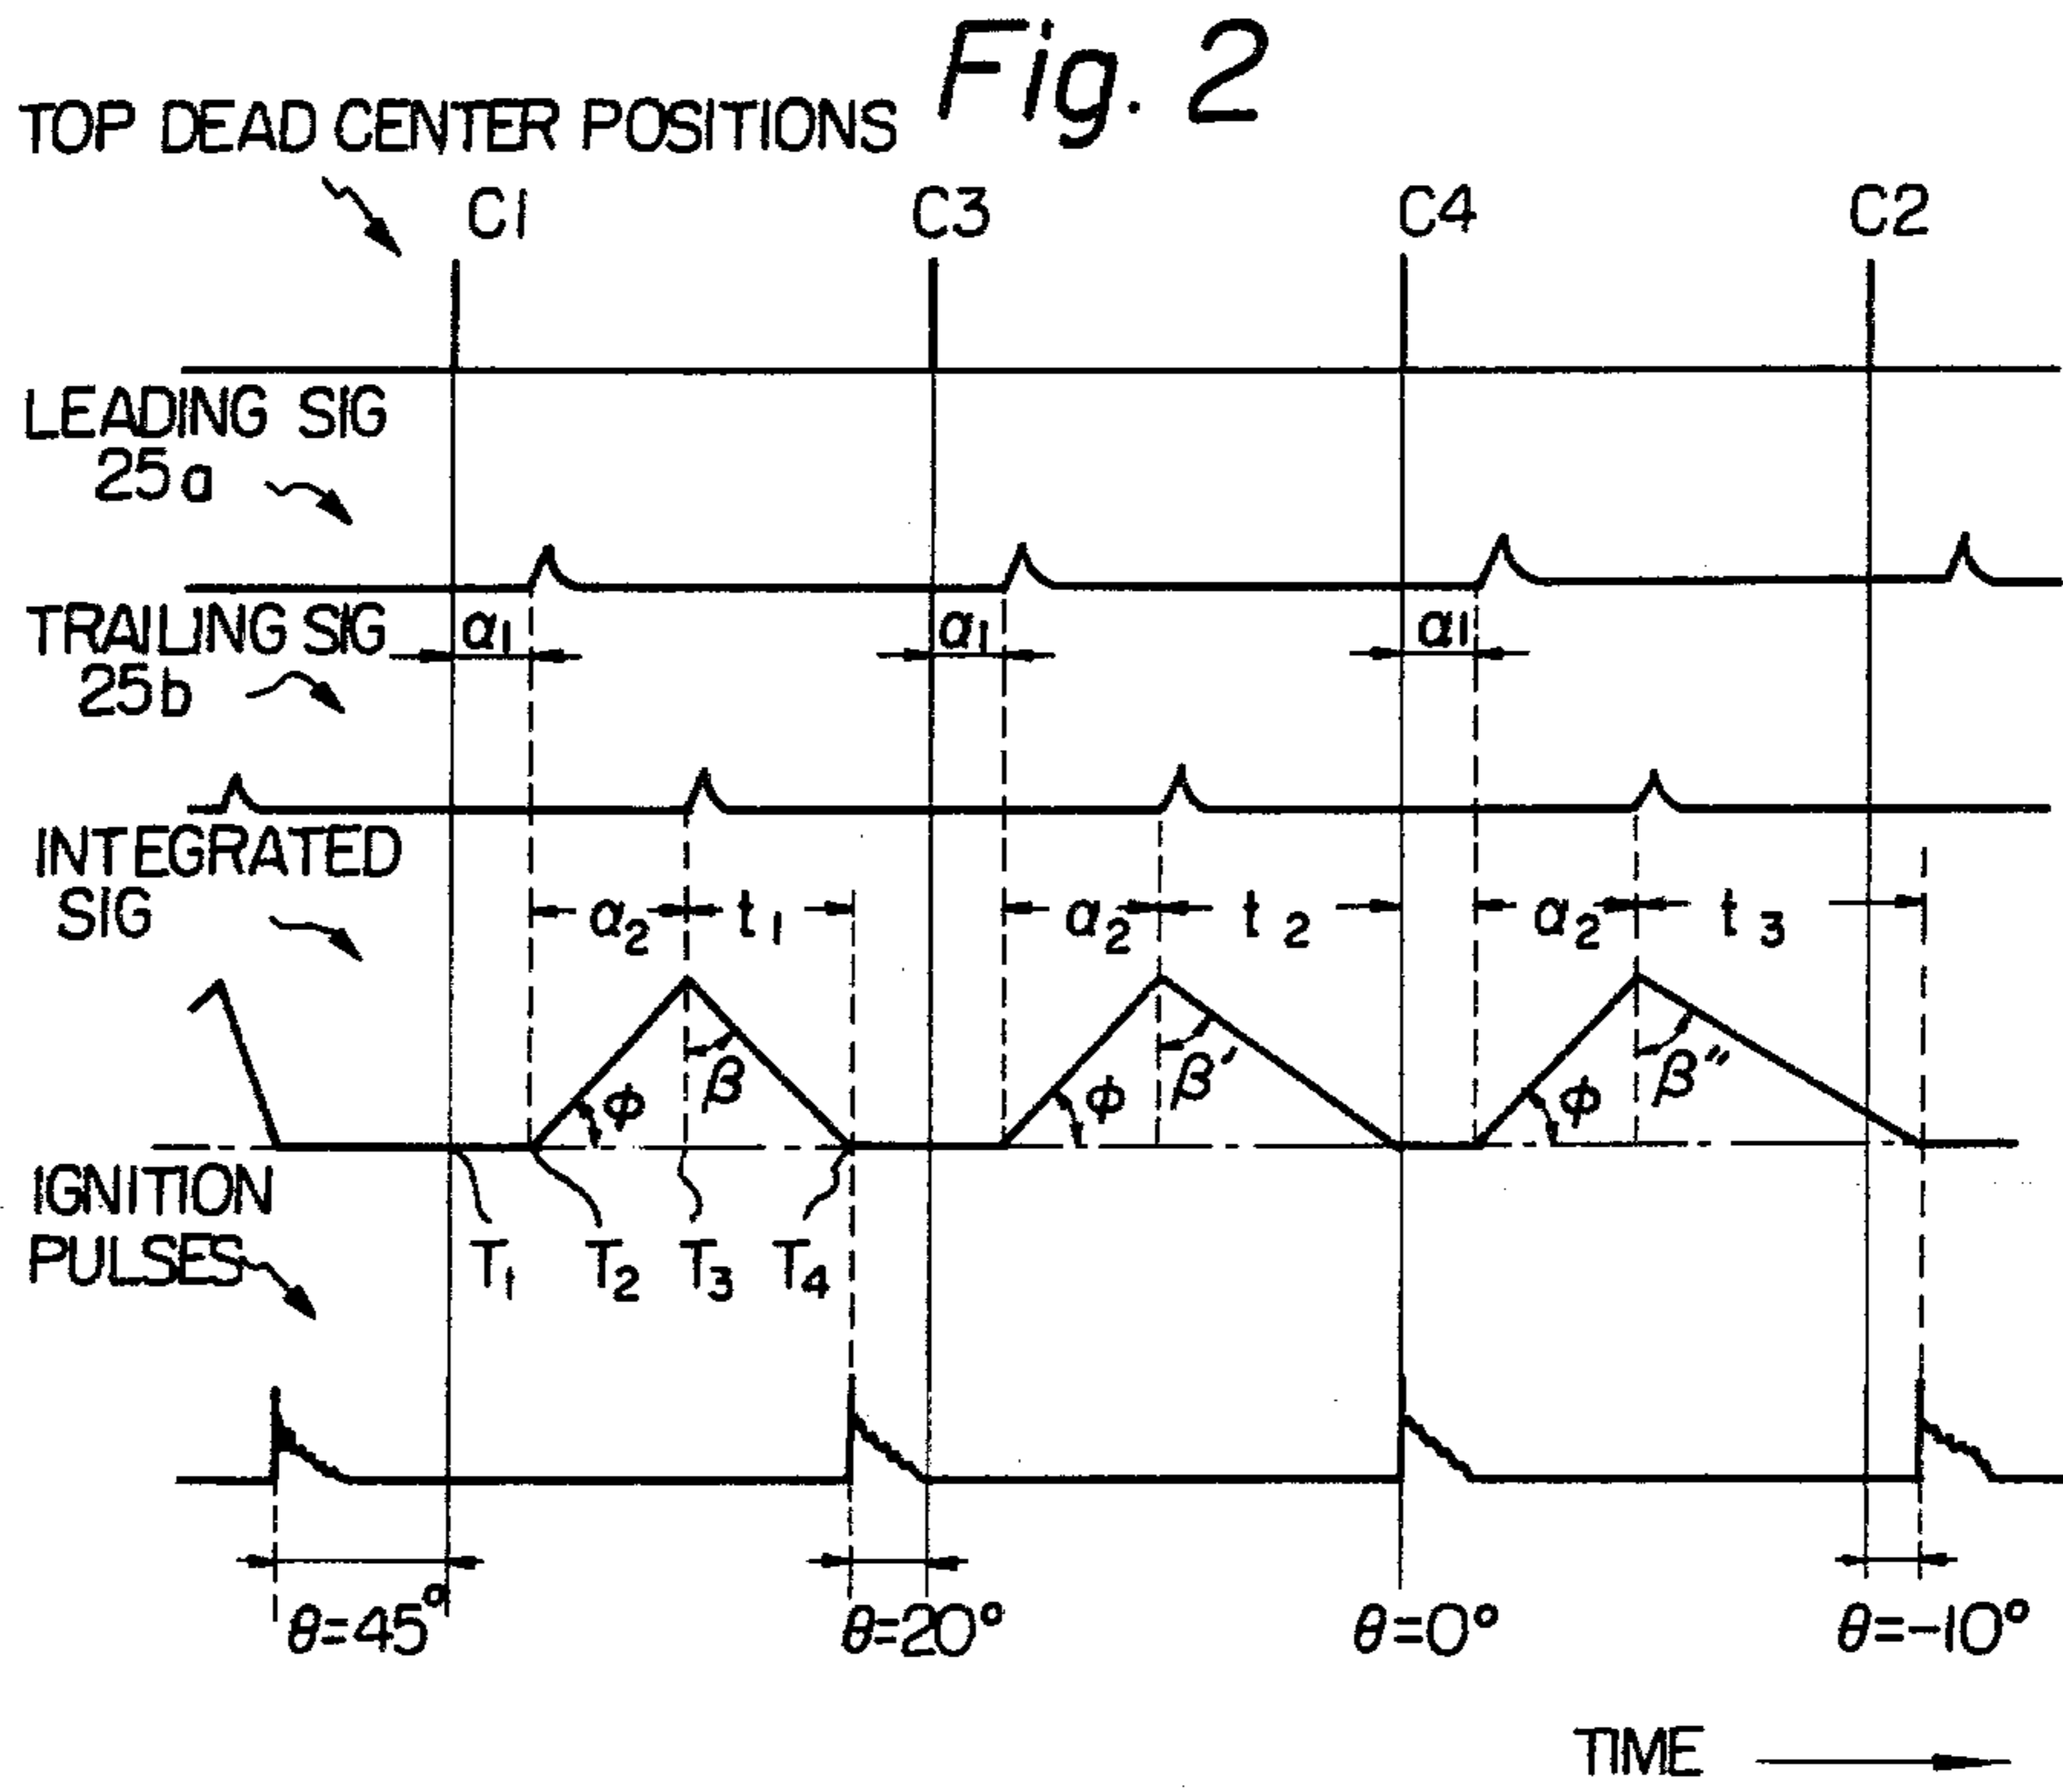 Fig. 2
TOP DEAD CENTER POSITIONS
C1 C3 C4 C2
LEADING SIG
25a
TRAILING SIG
25b
α1 α1 α1
INTEGRATED
SIG
α2 t1 α2 t2 α2 t3
ϕ β ϕ β′ ϕ β″
IGNITION
PULSES
T1 T2 T3 T4
θ=45° θ=20° θ=0° θ=-10°
TIME